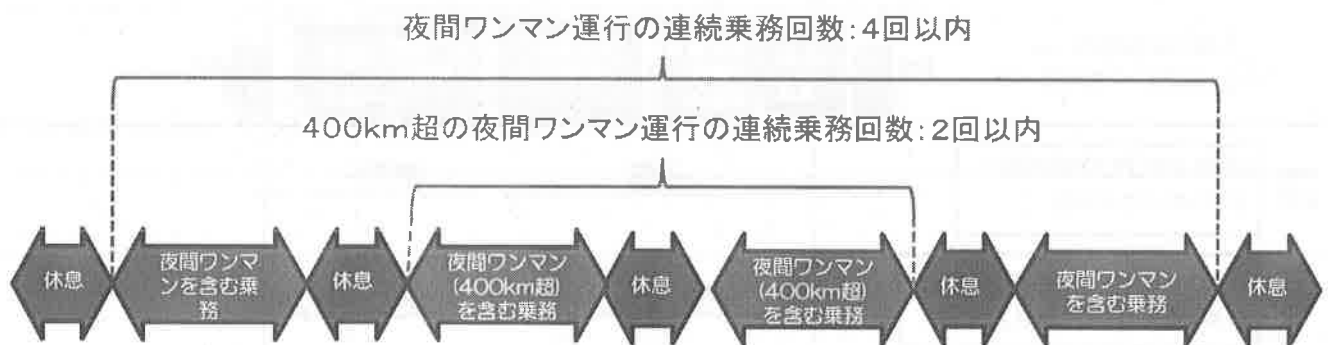 夜間ワンマン運行の連続乗務回数:4回以内
400km超の夜間ワンマン運行の連続乗務回数:2回以内
休息
夜間ワンマ
ンを含む乗
務
休息
夜間ワンマン
(400km超)
を含む乗務
休息
夜間ワンマン
(400km超)
を含む乗務
休息
夜間ワンマン
を含む乗務
休息